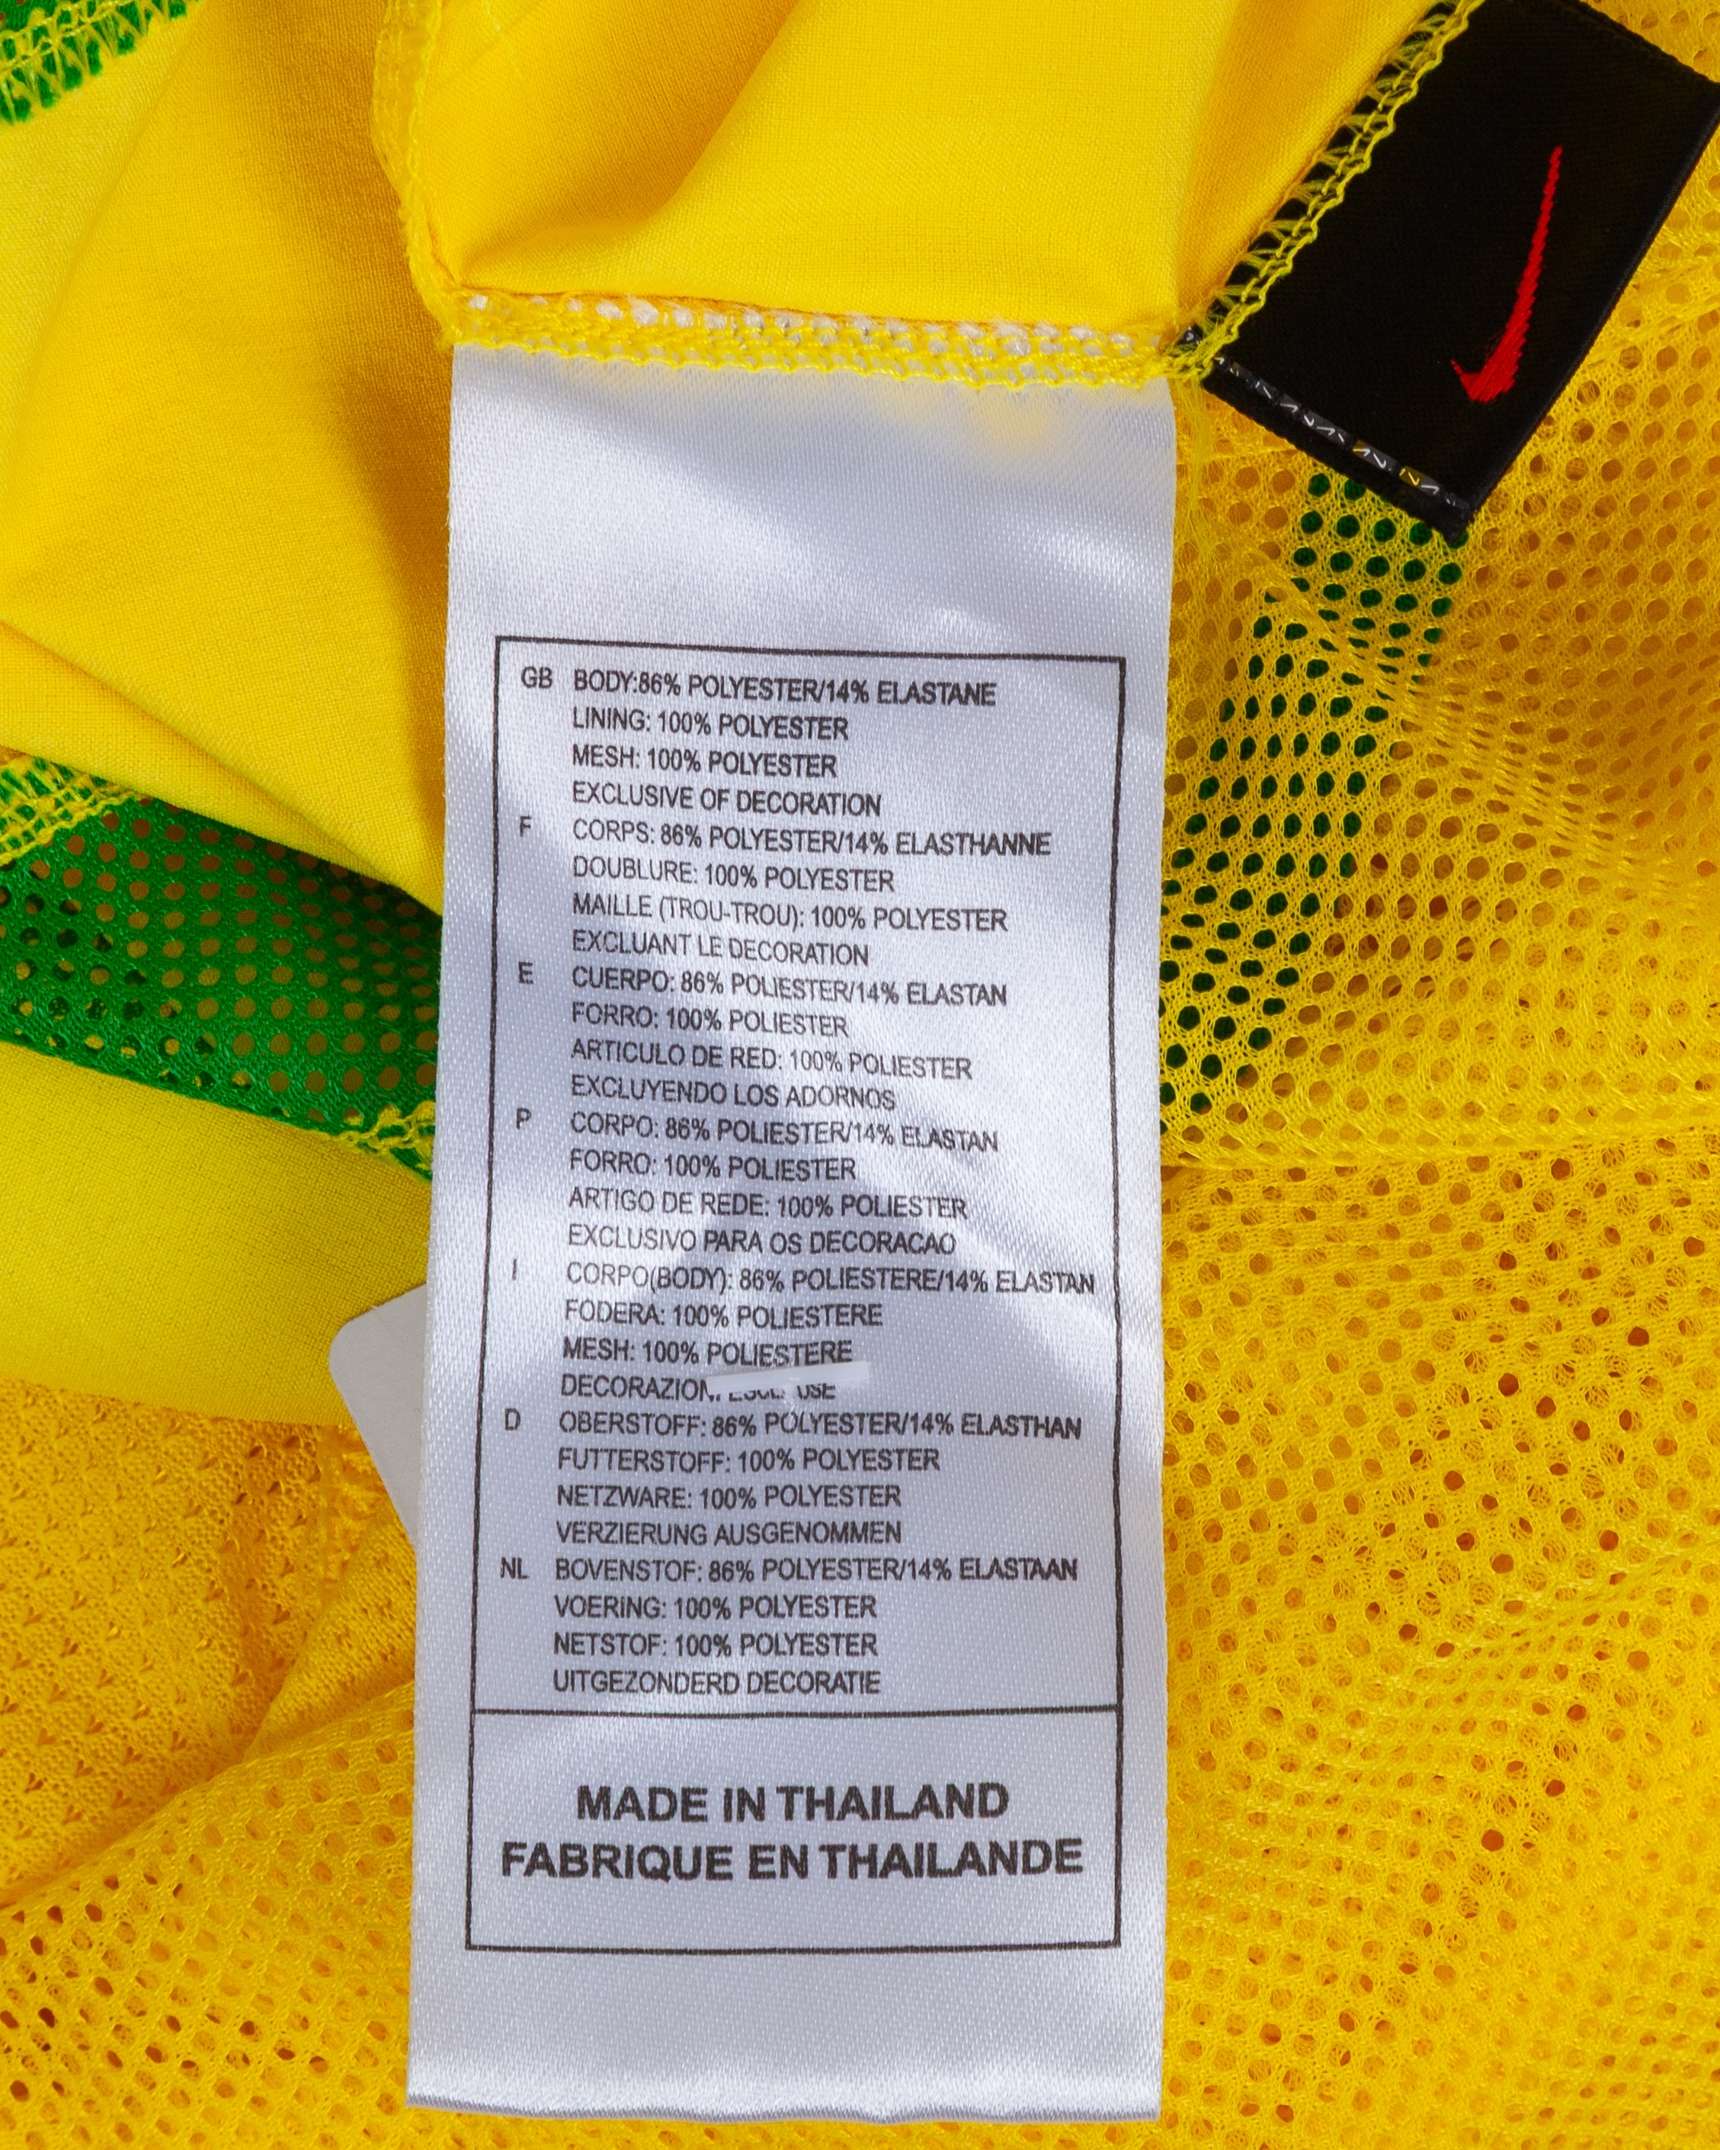 GB BODY:86% POLYESTER/14% ELASTANE
LINING: 100% POLYESTER
MESH: 100% POLYESTER
EXCLUSIVE OF DECORATION
F CORPS: 86% POLYESTER/14% ELASTHANNE
DOUBLURE: 100% POLYESTER
MAILLE (TROU-TROU): 100% POLYESTER
EXCLUANT LE DECORATION
E CUERPO: 86% POLIESTER/14% ELASTAN
FORRO: 100% POLIESTER
ARTICULO DE RED: 100% POLIESTER
EXCLUYENDO LOS ADORNOS
P CORPO: 86% POLIESTER/14% ELASTAN
FORRO: 100% POLIESTER
ARTIGO DE REDE: 100% POLIESTER
EXCLUSIVO PARA OS DECORACAO
I CORPO(BODY): 86% POLIESTERE/14% ELASTAN
FODERA: 100% POLIESTERE
MESH: 100% POLIESTERE
D OBERSTOFF: 86% POLYESTER/14% ELASTHAN
FUTTERSTOFF: 100% POLYESTER
NETZWARE: 100% POLYESTER
VERZIERUNG AUSGENOMMEN
NL BOVENSTOF: 86% POLYESTER/14% ELASTAAN
VOERING: 100% POLYESTER
NETSTOF: 100% POLYESTER
UITGEZONDERD DECORATIE
MADE IN THAILAND
FABRIQUE EN THAILANDE